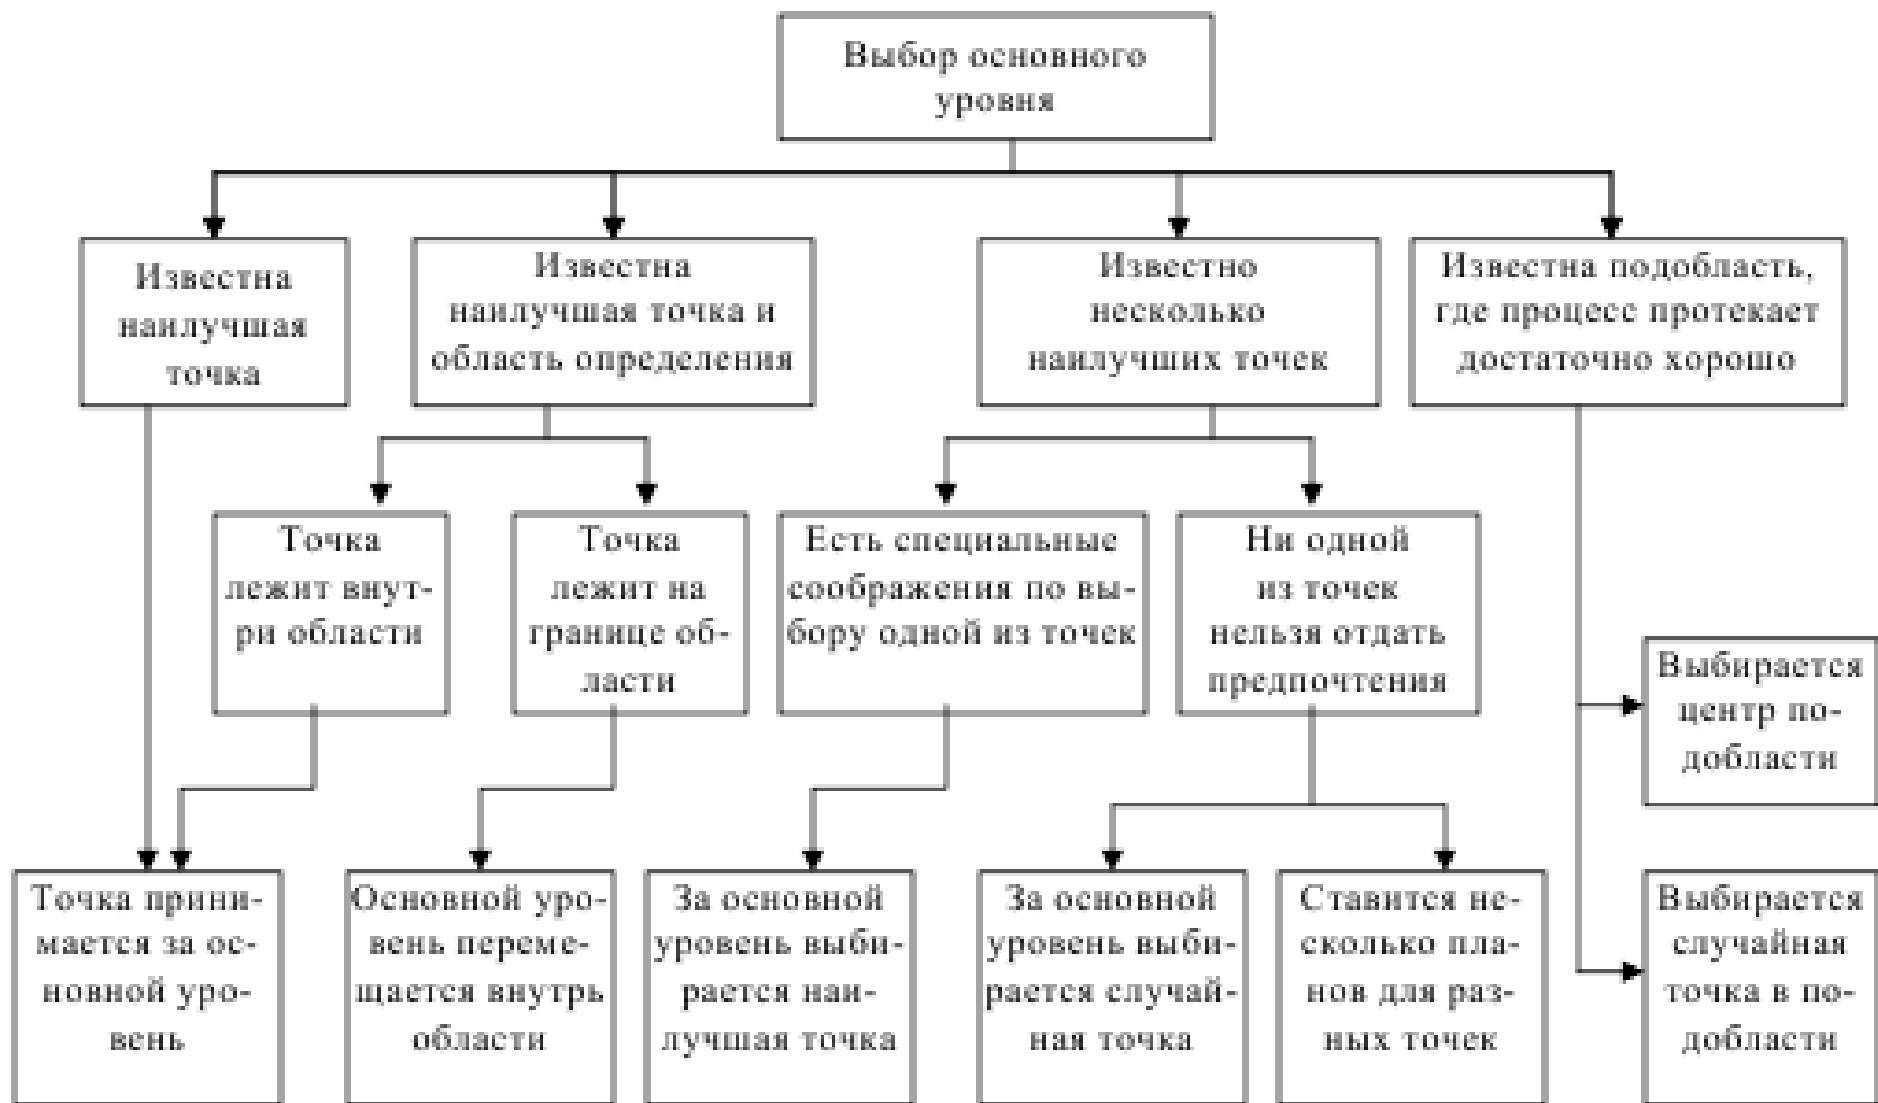 Выбор основного
уровня
Известна
наилучшая
точка
Известна
наилучшая точка и
область определения
Известно
несколько
наилучших точек
Известна подобласть,
где процесс протекает
достаточно хорошо
Точка
лежит внут-
ри области
Точка
лежит на
границе об-
ласти
Есть специальные
соображения по вы-
бору одной из точек
Ни одной
из точек
нельзя отдать
предпочтения
Выбирается
центр по-
добласти
Точка прини-
мается за ос-
новной уро-
вень
Основной уро-
вень переме-
щается внутрь
области
За основной
уровень выби-
рается наи-
лучшая точка
За основной
уровень выби-
рается случай-
ная точка
Ставится не-
сколько пла-
нов для раз-
ных точек
Выбирается
случайная
точка в по-
добласти